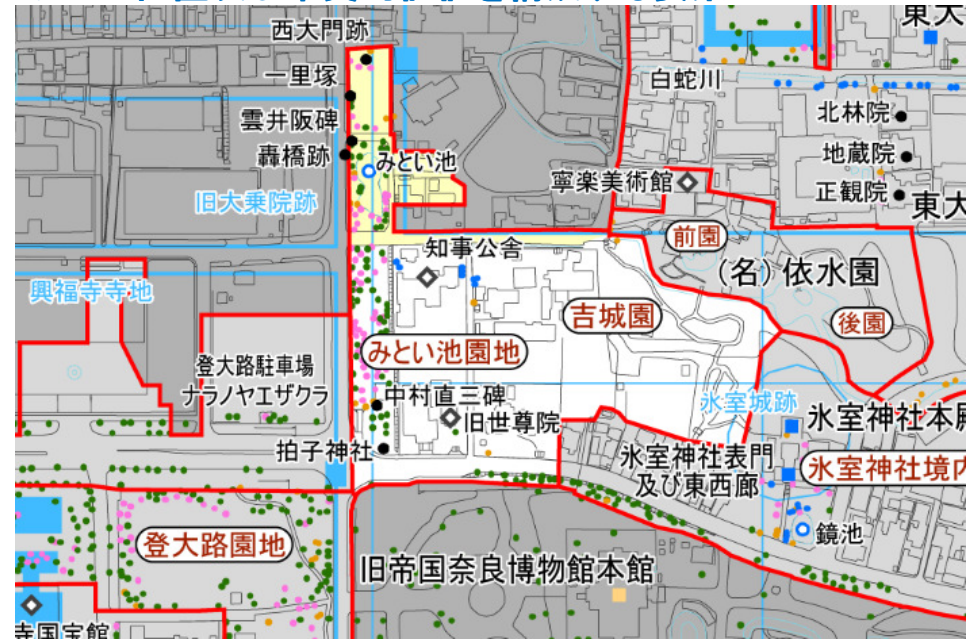 西大門跡
東大
一里塚
白蛇川
雲井阪碑
北林院
轟橋跡
みとい池
地蔵院
寧楽美術館
正観院
旧大乗院跡
東大
前園
知事公舎
(名)依水園
興福寺寺地
吉城園
後園
みとい池園地
登大路駐車場
ナラノヤエザクラ
中村直三碑
氷室城跡
旧世尊院
氷室神社本殿
拍子神社
氷室神社表門
及び東西廊
氷室神社境内
鏡池
登大路園地
旧帝国奈良博物館本館
寺国宝館